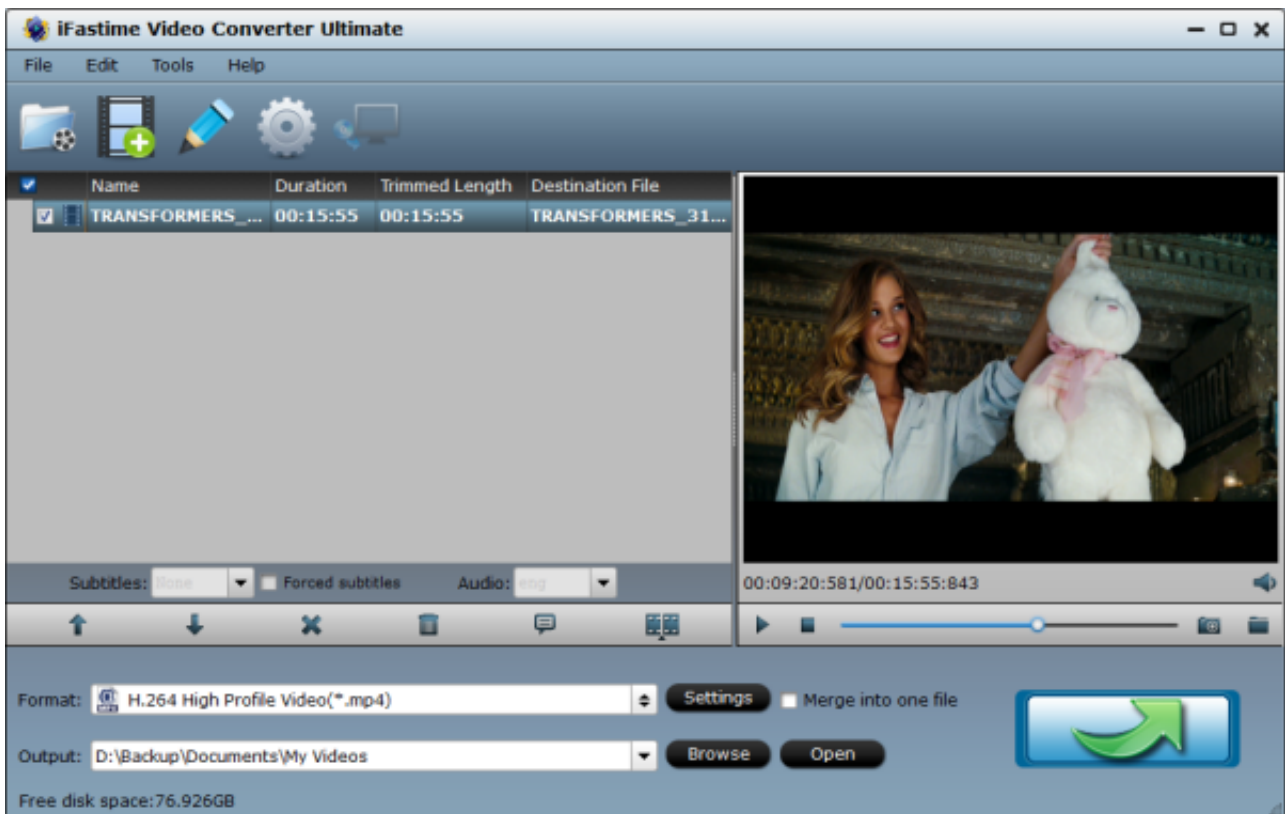 iFastime Video Converter Ultimate
File Edit Tools Help
Name Duration Trimmed Length Destination File
TRANSFORMERS_... 00:15:55 00:15:55 TRANSFORMERS_31...
Subtitles: None Forced subtitles Audio: eng
00:09:20:581/00:15:55:843
Format: H.264 High Profile Video(*.mp4) Settings Merge into one file
Output: D:\Backup\Documents\My Videos Browse Open
Free disk space:76.926GB